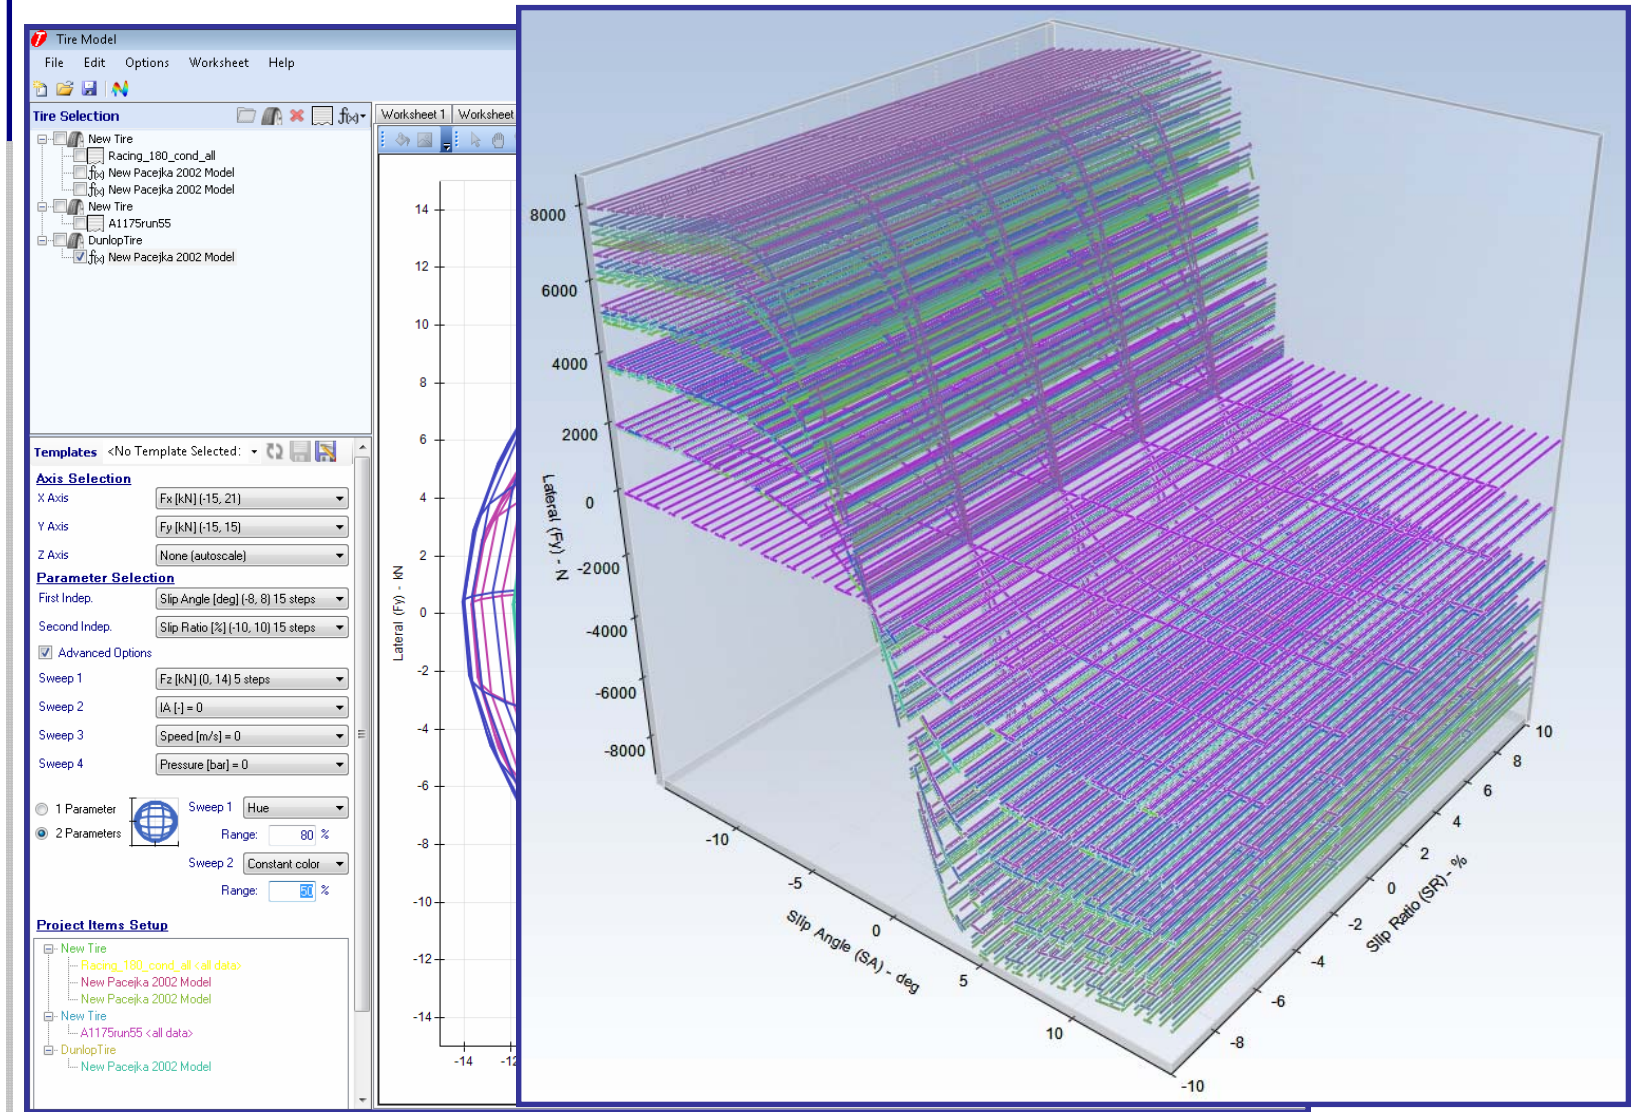 Tire Model
File Edit Options Worksheet Help
Tire Selection f(x)
Worksheet 1 Worksheet
New Tire
Racing_180_cond_all
f(x) New Pacejka 2002 Model
f(x) New Pacejka 2002 Model
New Tire
A1175run55
DunlopTire
f(x) New Pacejka 2002 Model
Templates <No Template Selected:
Axis Selection
X Axis Fx [kN] (-15, 21)
Y Axis Fy [kN] (-15, 15)
Z Axis None (autoscale)
Parameter Selection
First Indep. Slip Angle [deg] (-8, 8) 15 steps
Second Indep. Slip Ratio [%] (-10, 10) 15 steps
Advanced Options
Sweep 1 Fz [kN] (0, 14) 5 steps
Sweep 2 IA [-] = 0
Sweep 3 Speed [m/s] = 0
Sweep 4 Pressure [bar] = 0
1 Parameter
2 Parameters
Sweep 1 Hue
Range: 80 %
Sweep 2 Constant color
Range: 50 %
Project Items Setup
New Tire
Racing_180_cond_all <all data>
New Pacejka 2002 Model
New Pacejka 2002 Model
New Tire
A1175run55 <all data>
DunlopTire
New Pacejka 2002 Model
14
12
10
8
6
4
2
0
-2
-4
-6
-8
-10
-12
-14
Lateral (Fy) - kN
-14 -12
8000
6000
4000
2000
0
-2000
-4000
-6000
-8000
Lateral (Fy) - N
-10
-5
0
5
10
Slip Angle (SA) - deg
10
8
6
4
2
0
-2
-4
-6
-8
-10
Slip Ratio (SR) - %